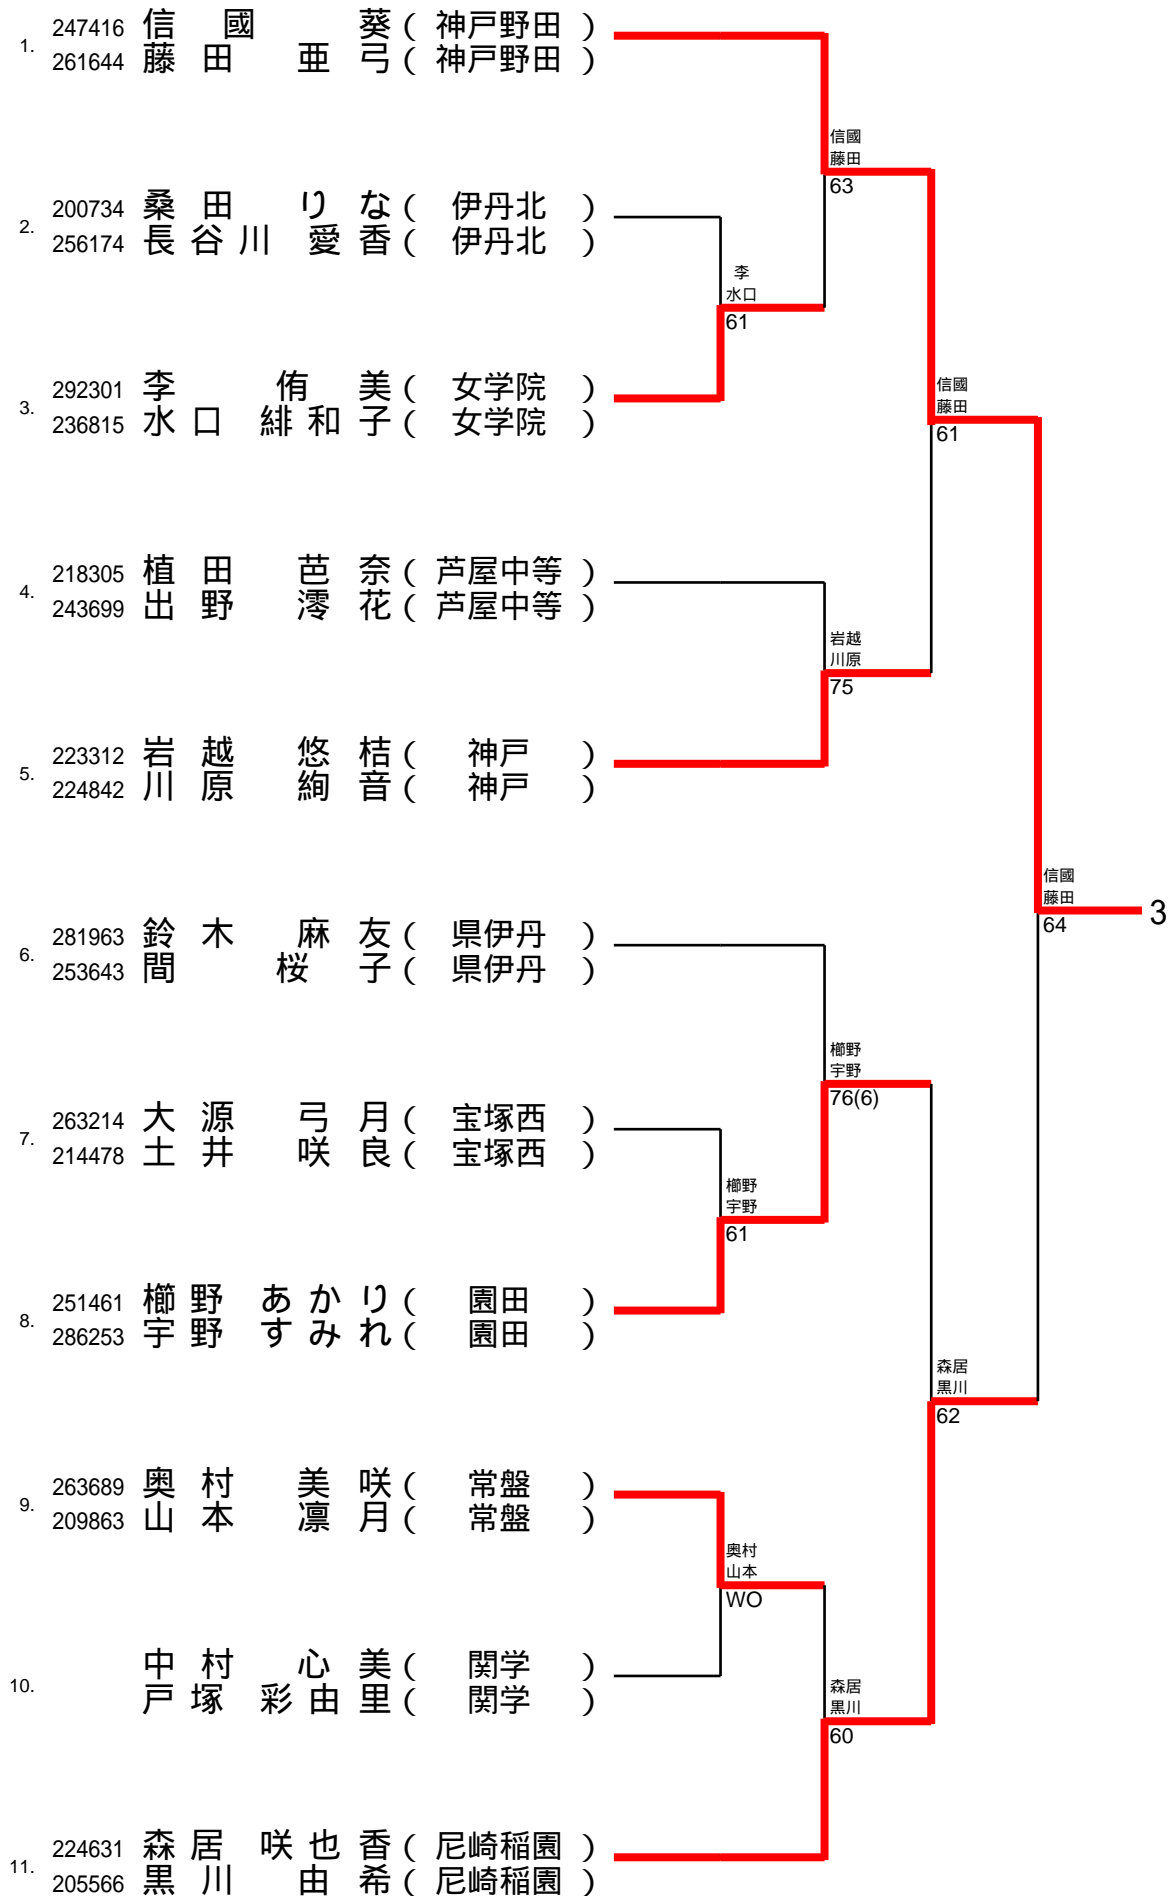 1. 247416 信國 葵 ( 神戸野田 )
261644 藤田 亜弓 ( 神戸野田 )
信國
藤田
63
2. 200734 桑田 りな ( 伊丹北 )
256174 長谷川 愛香 ( 伊丹北 )
李
水口
61
3. 292301 李 侑美 ( 女学院 )
236815 水口 緋和子 ( 女学院 )
信國
藤田
61
4. 218305 植田 芭奈 ( 芦屋中等 )
243699 出野 澪花 ( 芦屋中等 )
岩越
川原
75
5. 223312 岩越 悠桔 ( 神戸 )
224842 川原 絢音 ( 神戸 )
信國
藤田
64
3
6. 281963 鈴木 麻友 ( 県伊丹 )
253643 間 桜子 ( 県伊丹 )
櫛野
宇野
76(6)
7. 263214 大源 弓月 ( 宝塚西 )
214478 土井 咲良 ( 宝塚西 )
櫛野
宇野
61
8. 251461 櫛野 あかり ( 園田 )
286253 宇野 すみれ ( 園田 )
森居
黒川
62
9. 263689 奥村 美咲 ( 常盤 )
209863 山本 凛月 ( 常盤 )
奥村
山本
WO
10. 中村 心美 ( 関学 )
戸塚 彩由里 ( 関学 )
森居
黒川
60
11. 224631 森居 咲也香 ( 尼崎稲園 )
205566 黒川 由希 ( 尼崎稲園 )